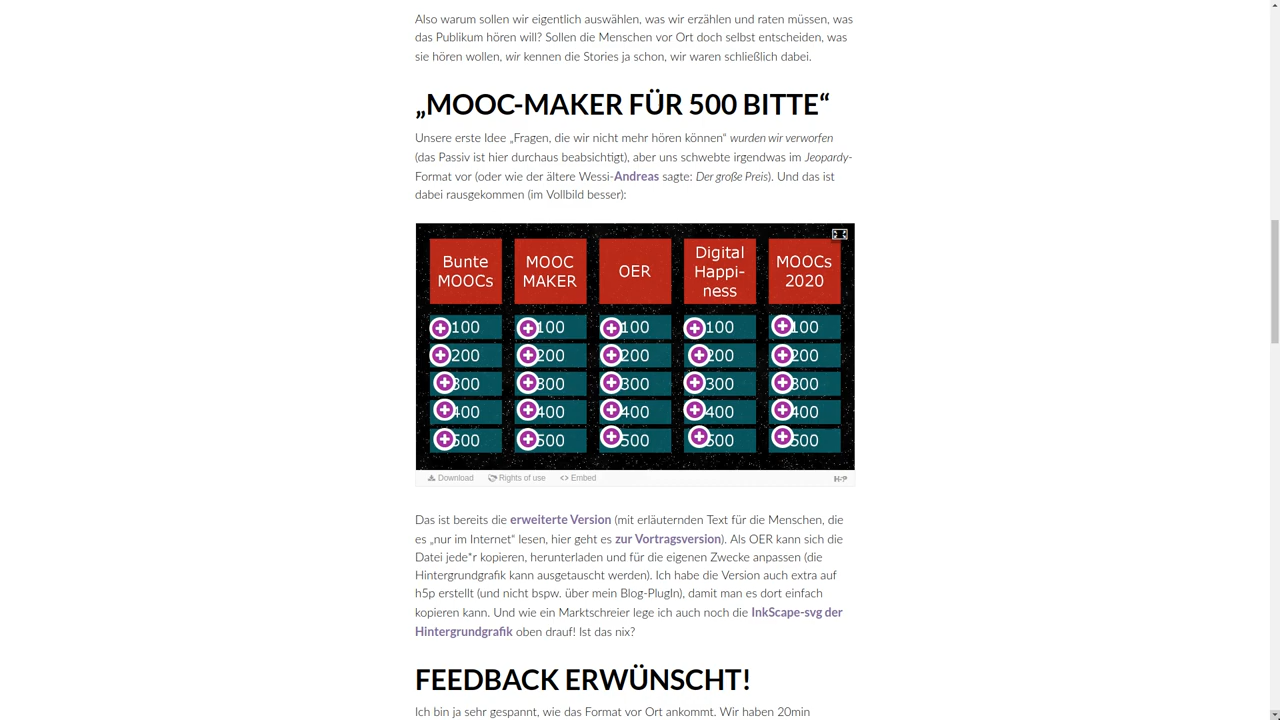 Also warum sollen wir eigentlich auswählen, was wir erzählen und raten müssen, was
das Publikum hören will? Sollen die Menschen vor Ort doch selbst entscheiden, was
sie hören wollen, wir kennen die Stories ja schon, wir waren schließlich dabei.
„MOOC-MAKER FÜR 500 BITTE“
Unsere erste Idee „Fragen, die wir nicht mehr hören können“ wurden wir verworfen
(das Passiv ist hier durchaus beabsichtigt), aber uns schwebte irgendwas im Jeopardy-
Format vor (oder wie der ältere Wessi-Andreas sagte: Der große Preis). Und das ist
dabei rausgekommen (im Vollbild besser):
Bunte
MOOCs
MOOC
MAKER
OER
Digital
Happi-
ness
MOOCs
2020
100 100 100 100 100
200 200 200 200 200
300 300 300 300 300
400 400 400 400 400
500 500 500 500 500
Download Rights of use Embed H5P
Das ist bereits die erweiterte Version (mit erläuternden Text für die Menschen, die
es „nur im Internet“ lesen, hier geht es zur Vortragsversion). Als OER kann sich die
Datei jede*r kopieren, herunterladen und für die eigenen Zwecke anpassen (die
Hintergrundgrafik kann ausgetauscht werden). Ich habe die Version auch extra auf
h5p erstellt (und nicht bspw. über mein Blog-PlugIn), damit man es dort einfach
kopieren kann. Und wie ein Marktschreier lege ich auch noch die InkScape-svg der
Hintergrundgrafik oben drauf! Ist das nix?
FEEDBACK ERWÜNSCHT!
Ich bin ja sehr gespannt, wie das Format vor Ort ankommt. Wir haben 20min